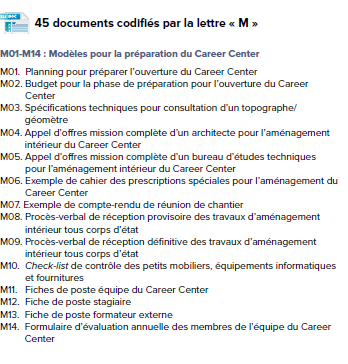 45 documents codifiés par la lettre « M »
M01-M14 : Modèles pour la préparation du Career Center
M01. Planning pour préparer l'ouverture du Career Center
M02. Budget pour la phase de préparation pour l'ouverture du Career
Center
M03. Spécifications techniques pour consultation d'un topographe/
géomètre
M04. Appel d'offres mission complète d'un architecte pour l'aménagement
intérieur du Career Center
M05. Appel d'offres mission complète d'un bureau d'études techniques
pour l'aménagement intérieur du Career Center
M06. Exemple de cahier des prescriptions spéciales pour l'aménagement du
Career Center
M07. Exemple de compte-rendu de réunion de chantier
M08. Procès-verbal de réception provisoire des travaux d'aménagement
intérieur tous corps d'état
M09. Procès-verbal de réception définitive des travaux d'aménagement
intérieur tous corps d'état
M10. Check-list de contrôle des petits mobiliers, équipements informatiques
et fournitures
M11. Fiches de poste équipe du Career Center
M12. Fiche de poste stagiaire
M13. Fiche de poste formateur externe
M14. Formulaire d'évaluation annuelle des membres de l'équipe du Career
Center